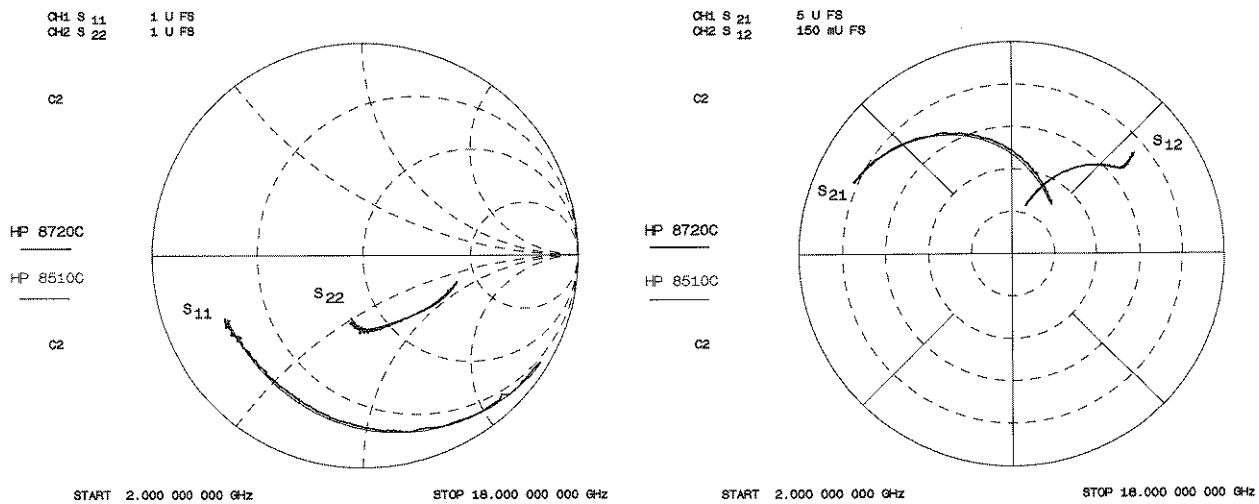 CH1 S 11 1 U FS
CH2 S 22 1 U FS
C2
HP 8720C
HP 8510C
C2
S22
S11
START 2.000 000 000 GHz STOP 18.000 000 000 GHz
CH1 S 21 5 U FS
CH2 S 12 150 mU FS
C2
HP 8720C
HP 8510C
C2
S12
S21
START 2.000 000 000 GHz STOP 18.000 000 000 GHz